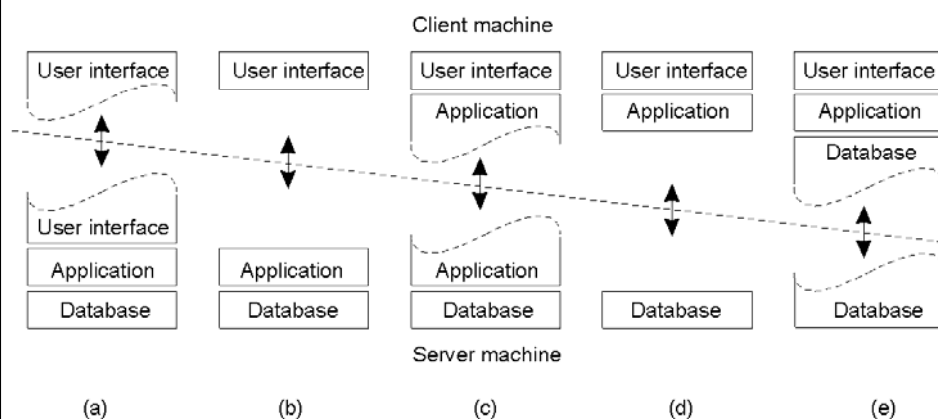 Client machine
User interface User interface User interface User interface User interface
Application Application Application
Database
User interface
Application Application Application
Database Database Database Database Database
Server machine
(a) (b) (c) (d) (e)